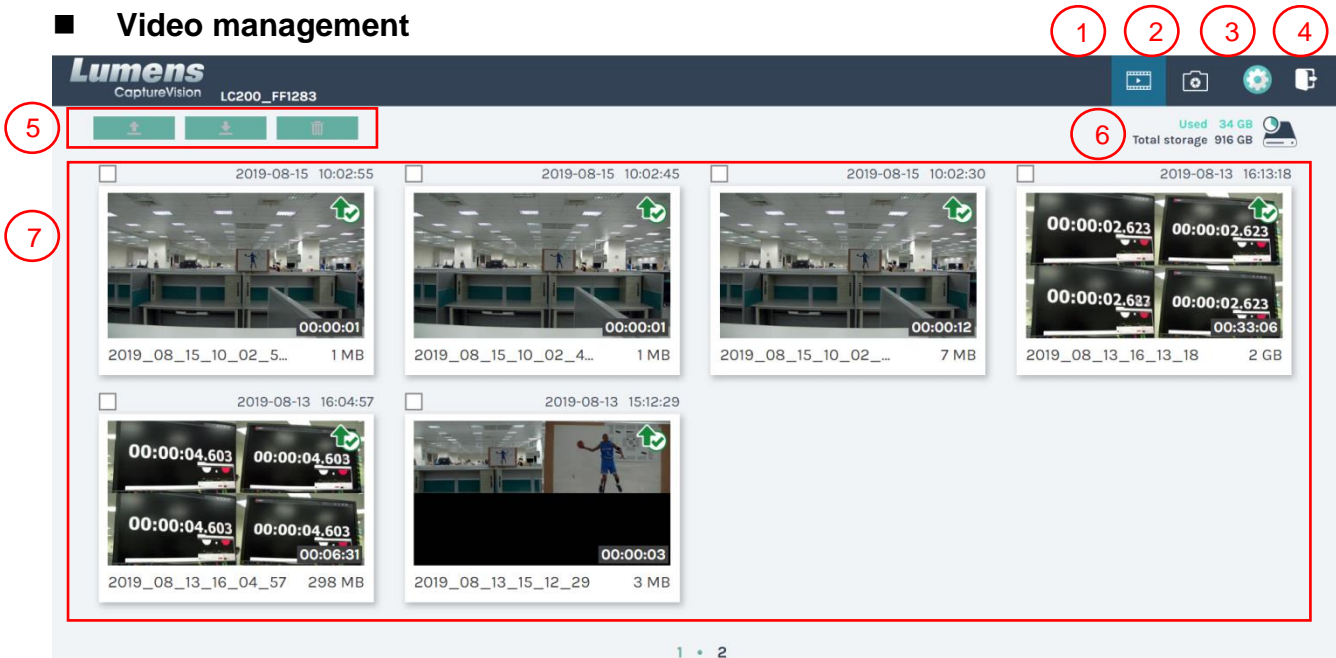 ■ Video management
1 2 3 4
Lumens
CaptureVision LC200_FF1283
5
6
Used 34 GB
Total storage 916 GB
7
2019-08-15 10:02:55
2019-08-15 10:02:45
2019-08-15 10:02:30
2019-08-13 16:13:18
00:00:01
00:00:01
00:00:12
00:00:02.623 00:00:02.623
00:00:02.623 00:00:02.623
00:33:06
2019_08_15_10_02_5... 1 MB
2019_08_15_10_02_4... 1 MB
2019_08_15_10_02_... 7 MB
2019_08_13_16_13_18 2 GB
2019-08-13 16:04:57
2019-08-13 15:12:29
00:00:04.603 00:00:04.603
00:00:04.603 00:00:04.603
00:06:31
00:00:03
2019_08_13_16_04_57 298 MB
2019_08_13_15_12_29 3 MB
1 • 2